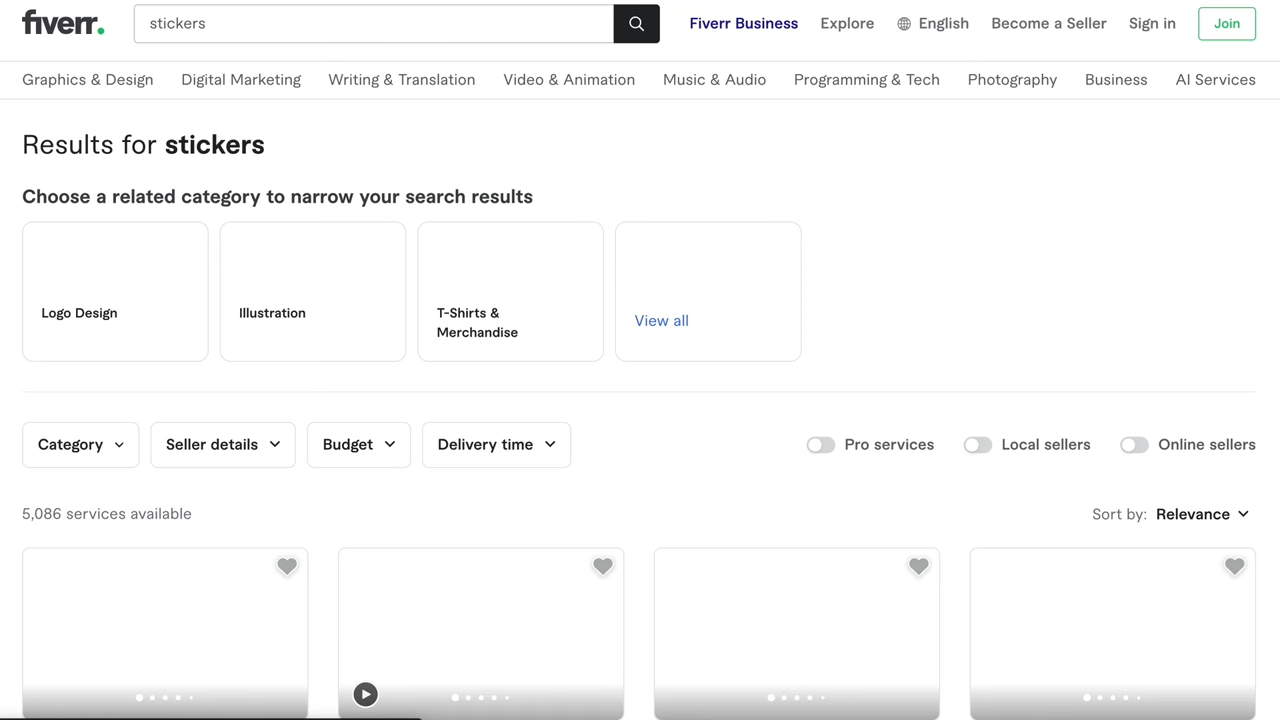 fiverr.
stickers
Fiverr Business
Explore
English
Become a Seller
Sign in
Join
Graphics & Design
Digital Marketing
Writing & Translation
Video & Animation
Music & Audio
Programming & Tech
Photography
Business
AI Services
Results for stickers
Choose a related category to narrow your search results
Logo Design
Illustration
T-Shirts &
Merchandise
View all
Category
Seller details
Budget
Delivery time
Pro services
Local sellers
Online sellers
5,086 services available
Sort by: Relevance